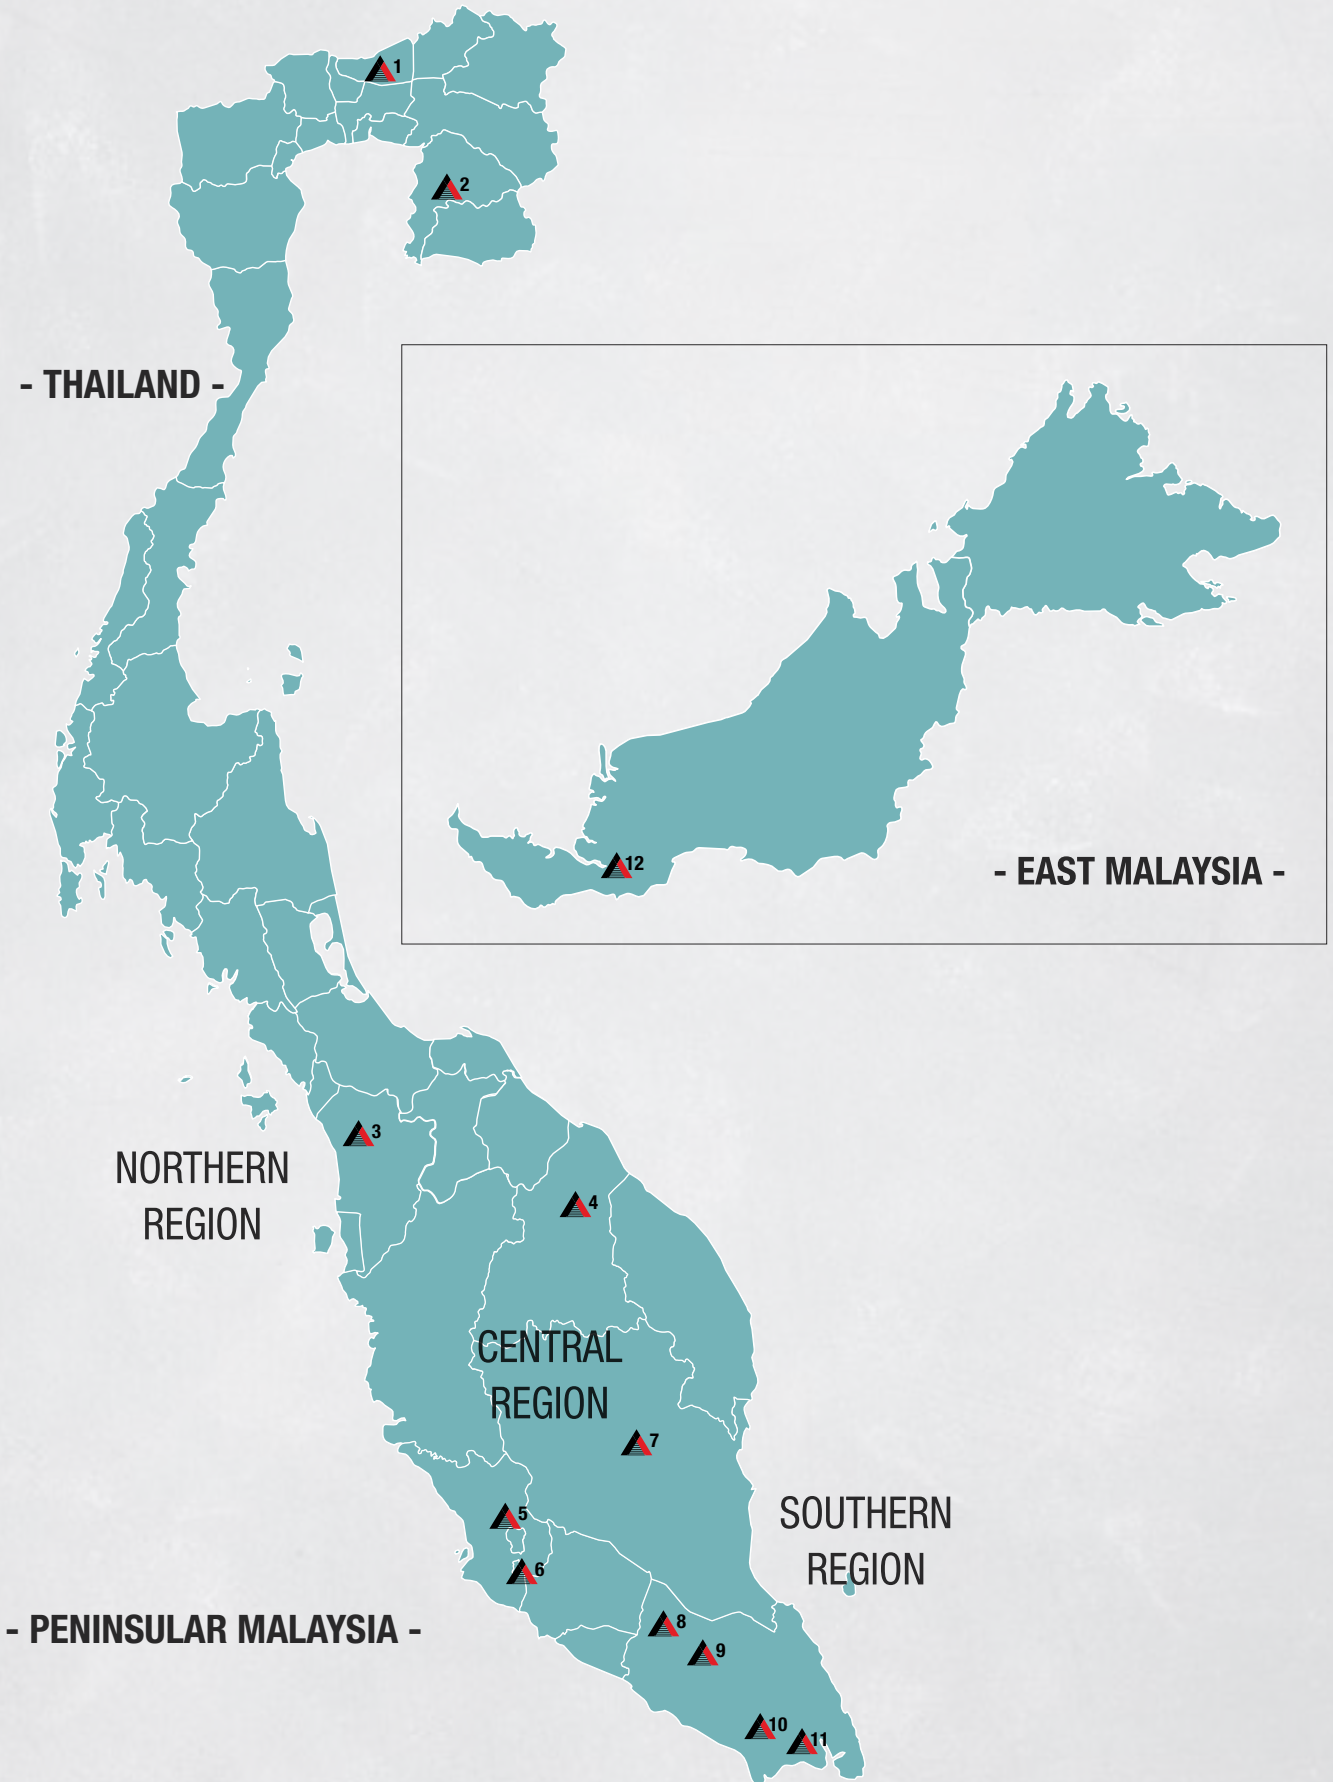 1
2
- THAILAND -
12
- EAST MALAYSIA -
3
NORTHERN
REGION
4
CENTRAL
REGION
7
5
SOUTHERN
REGION
6
- PENINSULAR MALAYSIA -
8
9
10
11